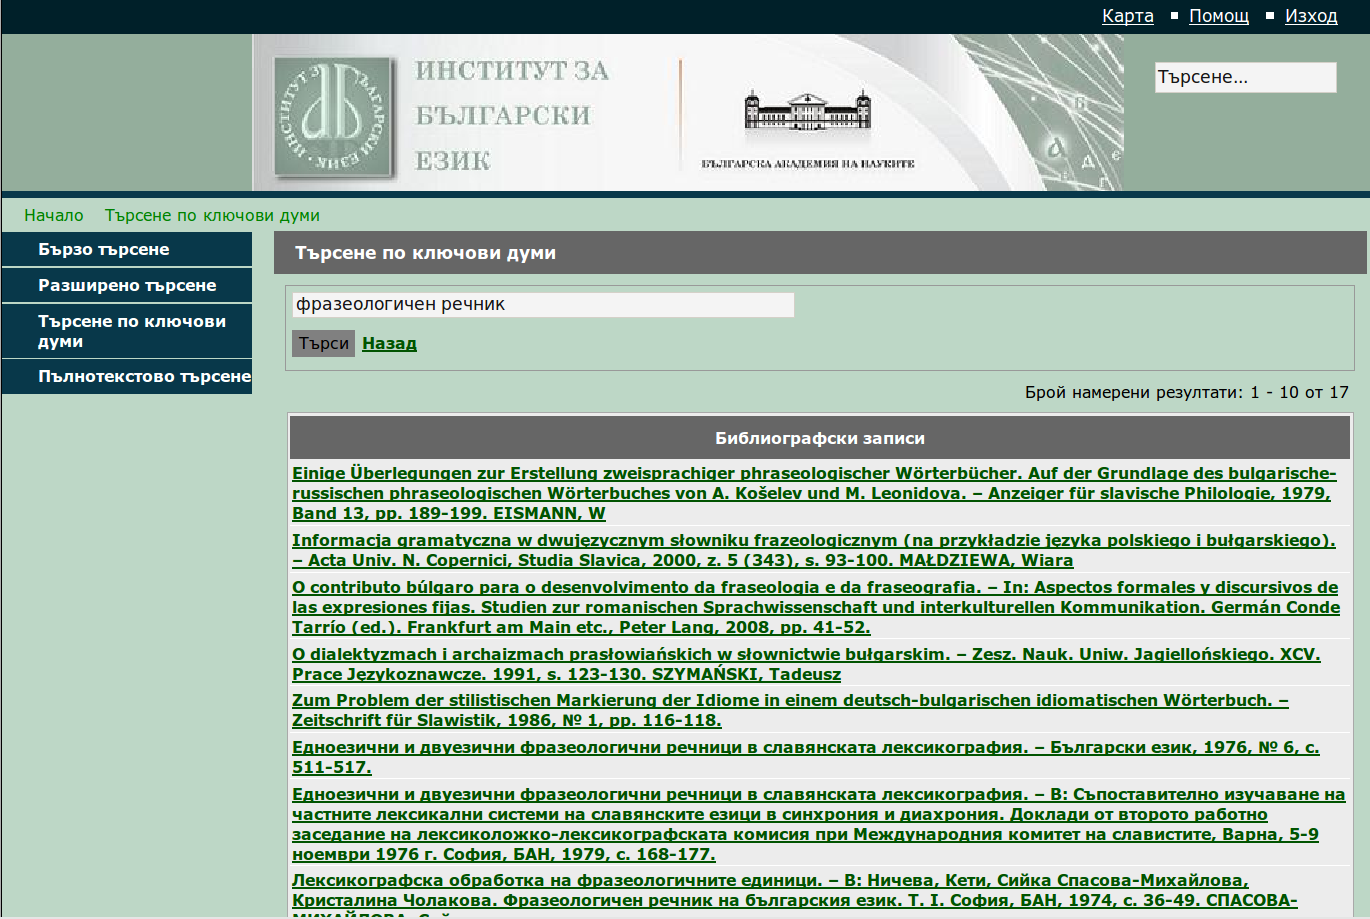 Карта Помощ Изход
Търсене...
ИНСТИТУТ ЗА
БЪЛГАРСКИ
ЕЗИК
ИНСТИТУТ ЗА БЪЛГАРСКИ ЕЗИК
БЪЛГАРСКА АКАДЕМИЯ НА НАУКИТЕ
Начало Търсене по ключови думи
Бързо търсене
Разширено търсене
Търсене по ключови
думи
Пълнотекстово търсене
Търсене по ключови думи
фразеологичен речник
Търси Назад
Брой намерени резултати: 1 - 10 от 17
Библиографски записи
Einige Überlegungen zur Erstellung zweisprachiger phraseologischer Wörterbücher. Auf der Grundlage des bulgarische-
russischen phraseologischen Wörterbuches von A. Košelev und M. Leonidova. – Anzeiger für slavische Philologie, 1979,
Band 13, pp. 189-199. EISMANN, W
Informacja gramatyczna w dwujęzycznym słowniku frazeologicznym (na przykładzie języka polskiego i bułgarskiego).
– Acta Univ. N. Copernici, Studia Slavica, 2000, z. 5 (343), s. 93-100. MAŁDZIEWA, Wiara
O contributo búlgaro para o desenvolvimento da fraseologia e da fraseografia. – In: Aspectos formales y discursivos de
las expresiones fijas. Studien zur romanischen Sprachwissenschaft und interkulturellen Kommunikation. Germán Conde
Tarrío (ed.). Frankfurt am Main etc., Peter Lang, 2008, pp. 41-52.
O dialektyzmach i archaizmach prasłowiańskich w słownictwie bułgarskim. – Zesz. Nauk. Uniw. Jagiellońskiego. XCV.
Prace Językoznawcze. 1991, s. 123-130. SZYMAŃSKI, Tadeusz
Zum Problem der stilistischen Markierung der Idiome in einem deutsch-bulgarischen idiomatischen Wörterbuch. –
Zeitschrift für Slawistik, 1986, № 1, pp. 116-118.
Едноезични и двуезични фразеологични речници в славянската лексикография. – Български език, 1976, № 6, с.
511-517.
Едноезични и двуезични фразеологични речници в славянската лексикография. – В: Съпоставително изучаване на
частните лексикални системи на славянските езици в синхрония и диахрония. Доклади от второто работно
заседание на лексиколожко-лексикографската комисия при Международния комитет на славистите, Варна, 5-9
ноември 1976 г. София, БАН, 1979, с. 168-177.
Лексикографска обработка на фразеологичните единици. – В: Ничева, Кети, Сийка Спасова-Михайлова,
Кристалина Чолакова. Фразеологичен речник на българския език. Т. I. София, БАН, 1974, с. 36-49. СПАСОВА-